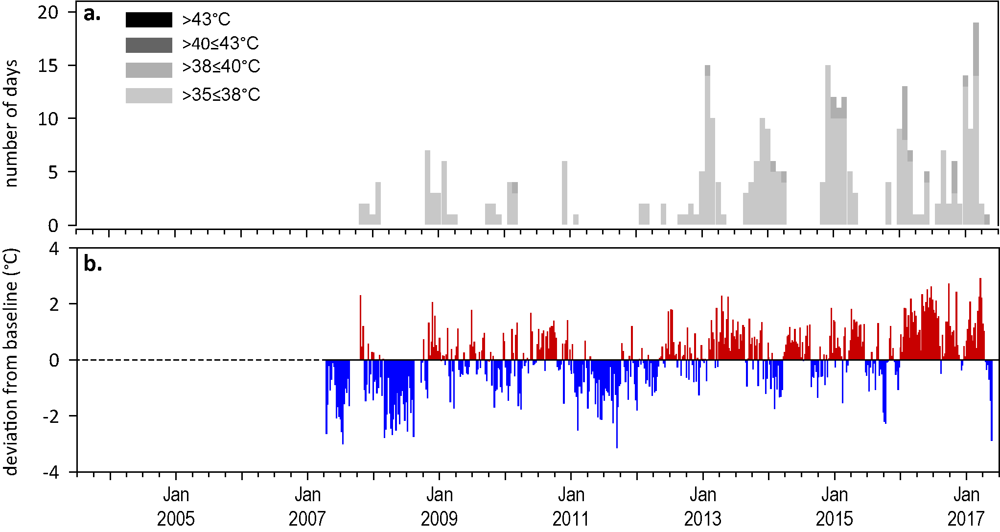 a.
>43°C
>40≤43°C
>38≤40°C
>35≤38°C
number of days
20
15
10
5
0
b.
deviation from baseline (°C)
4
2
0
-2
-4
Jan Jan Jan Jan Jan Jan Jan
2005 2007 2009 2011 2013 2015 2017